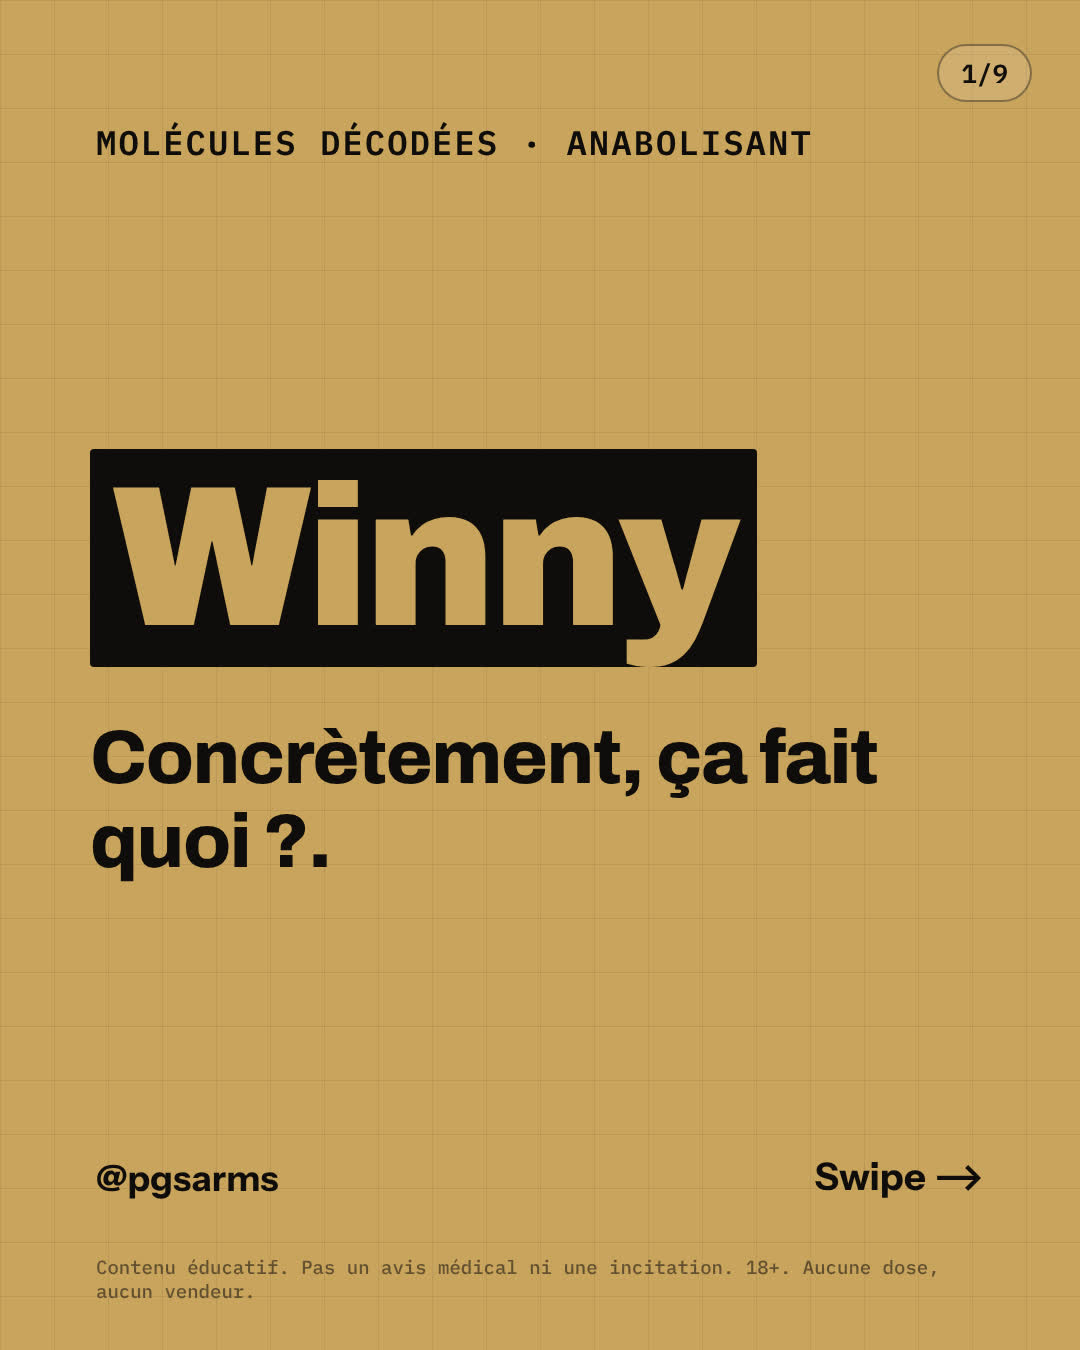 1/9
MOLÉCULES DÉCODÉES · ANABOLISANT
Winny
Concrètement, ça fait
quoi ?.
@pgsarms
Swipe →
Contenu éducatif. Pas un avis médical ni une incitation. 18+. Aucune dose,
aucun vendeur.